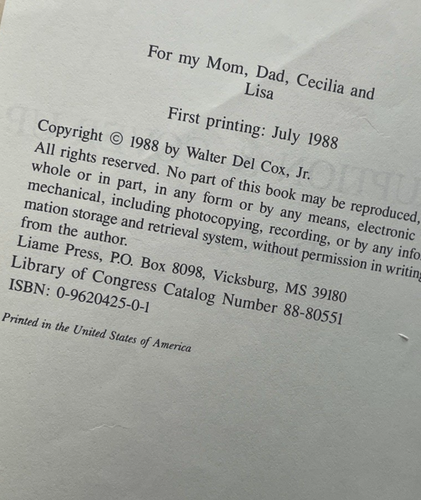 For my Mom, Dad, Cecilia and
Lisa
First printing: July 1988
Copyright © 1988 by Walter Del Cox, Jr.
All rights reserved. No part of this book may be reproduced,
whole or in part, in any form or by any means, electronic
mechanical, including photocopying, recording, or by any info
mation storage and retrieval system, without permission in writing
from the author.
Liame Press, P.O. Box 8098, Vicksburg, MS 39180
Library of Congress Catalog Number 88-80551
ISBN: 0-9620425-0-1
Printed in the United States of America